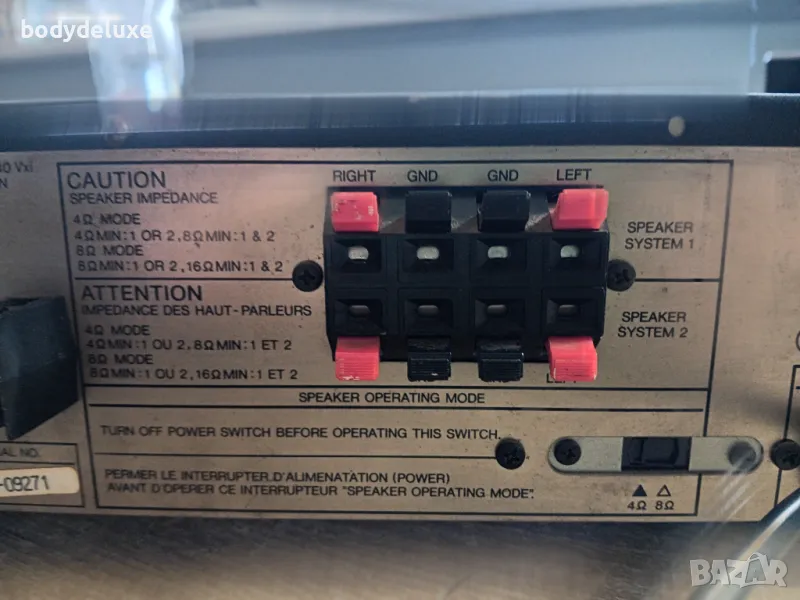 bodydeluxe
RIGHT GND GND LEFT
CAUTION
SPEAKER IMPEDANCE
4Ω MODE
4ΩMIN:1 OR 2,8ΩMIN:1 & 2
8Ω MODE
8ΩMIN:1 OR 2,16ΩMIN:1 & 2
SPEAKER
SYSTEM 1
ATTENTION
IMPEDANCE DES HAUT-PARLEURS
4Ω MODE
4ΩMIN:1 OU 2,8ΩMIN:1 ET 2
8Ω MODE
8ΩMIN:1 OU 2,16ΩMIN:1 ET 2
SPEAKER
SYSTEM 2
SPEAKER OPERATING MODE
TURN OFF POWER SWITCH BEFORE OPERATING THIS SWITCH.
AL NO.
-09271
PERMER LE INTERRUPTER D'ALIMENATATION (POWER)
AVANT D'OPERER CE INTERRUPTEUR "SPEAKER OPERATING MODE".
▲ △
4Ω 8Ω
BAZAR